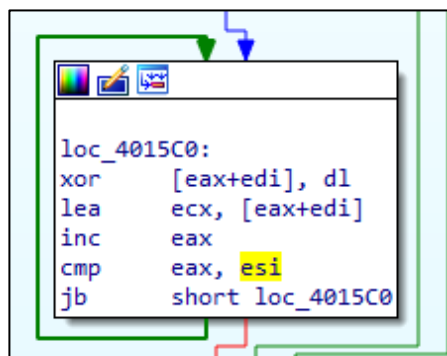 loc_4015C0:
xor [eax+edi], dl
lea ecx, [eax+edi]
inc eax
cmp eax, esi
jb short loc_4015C0